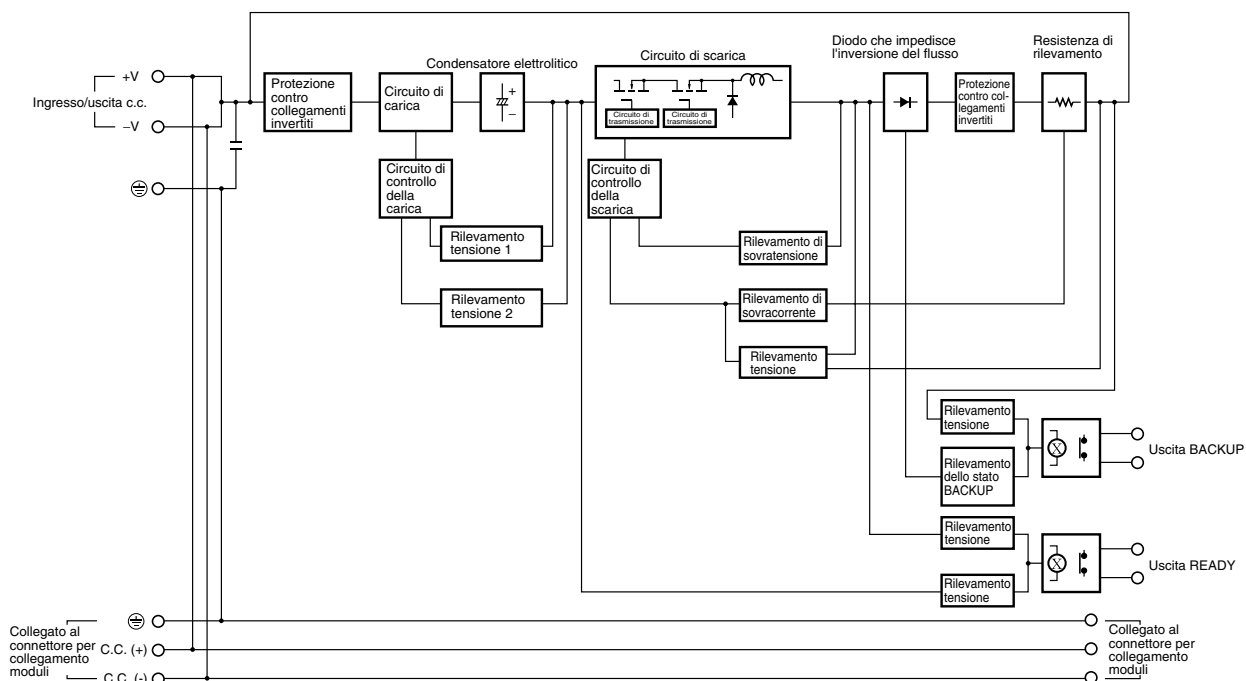 Diodo che impedisce
l'inversione del flusso
Resistenza di
rilevamento
Circuito di scarica
Condensatore elettrolitico
+V
Ingresso/uscita c.c.
−V
Protezione
contro
collegamenti
invertiti
Circuito di
carica
+
−
Circuito di
trasmissione
Circuito di
trasmissione
Protezione
contro col-
legamenti
invertiti
Circuito di
controllo
della
carica
Circuito di
controllo
della
scarica
Rilevamento
tensione 1
Rilevamento di
sovratensione
Rilevamento
tensione 2
Rilevamento di
sovracorrente
Rilevamento
tensione
Rilevamento
tensione
X
Uscita BACKUP
Rilevamento
dello stato
BACKUP
Rilevamento
tensione
X
Uscita READY
Rilevamento
tensione
Collegato al
connettore per
collegamento
moduli
C.C. (+)
C.C. (-)
Collegato al
connettore per
collegamento
moduli